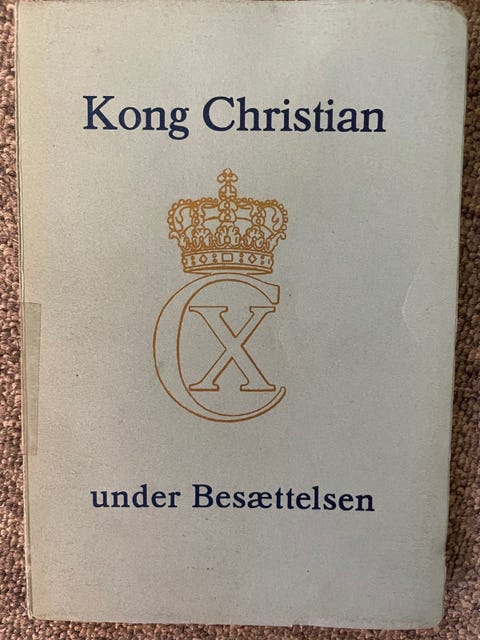 Kong Christian
CX
under Besættelsen